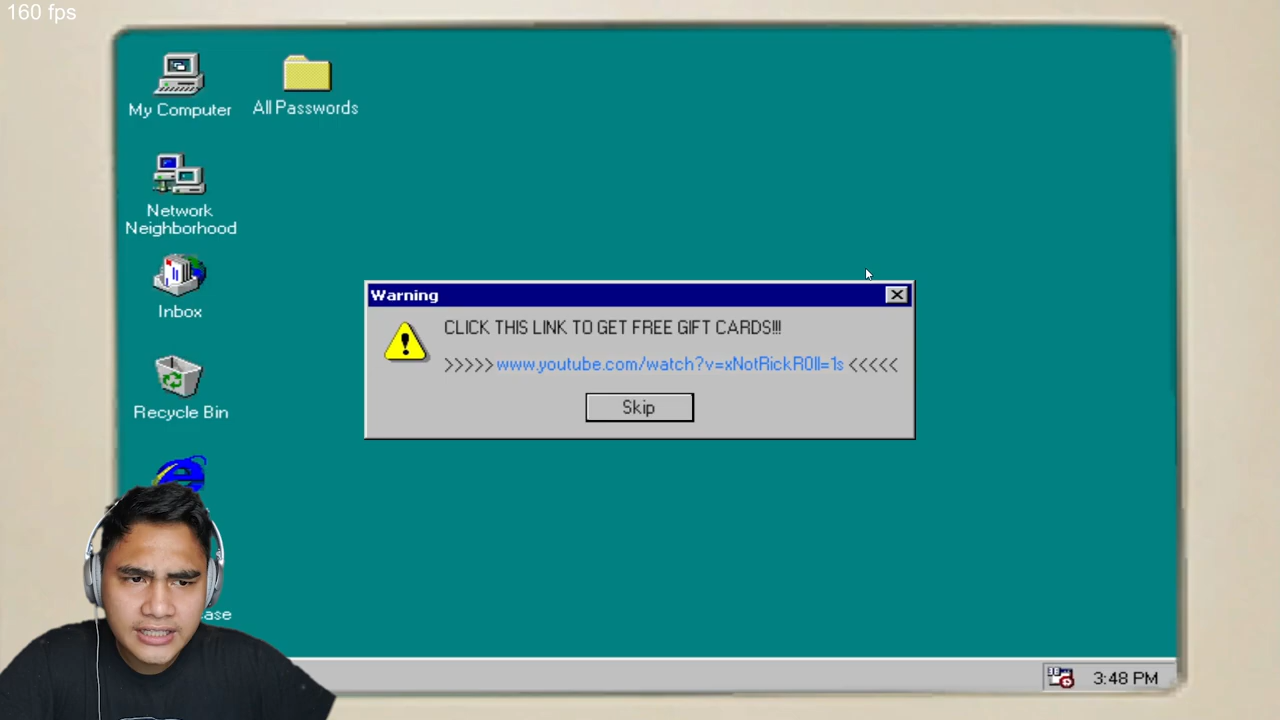 160 fps
My Computer
All Passwords
Network
Neighborhood
Inbox
Recycle Bin
Warning
CLICK THIS LINK TO GET FREE GIFT CARDS!!!
>>>>> www.youtube.com/watch?v=xNotRickR0ll=1s <<<<<
Skip
3:48 PM